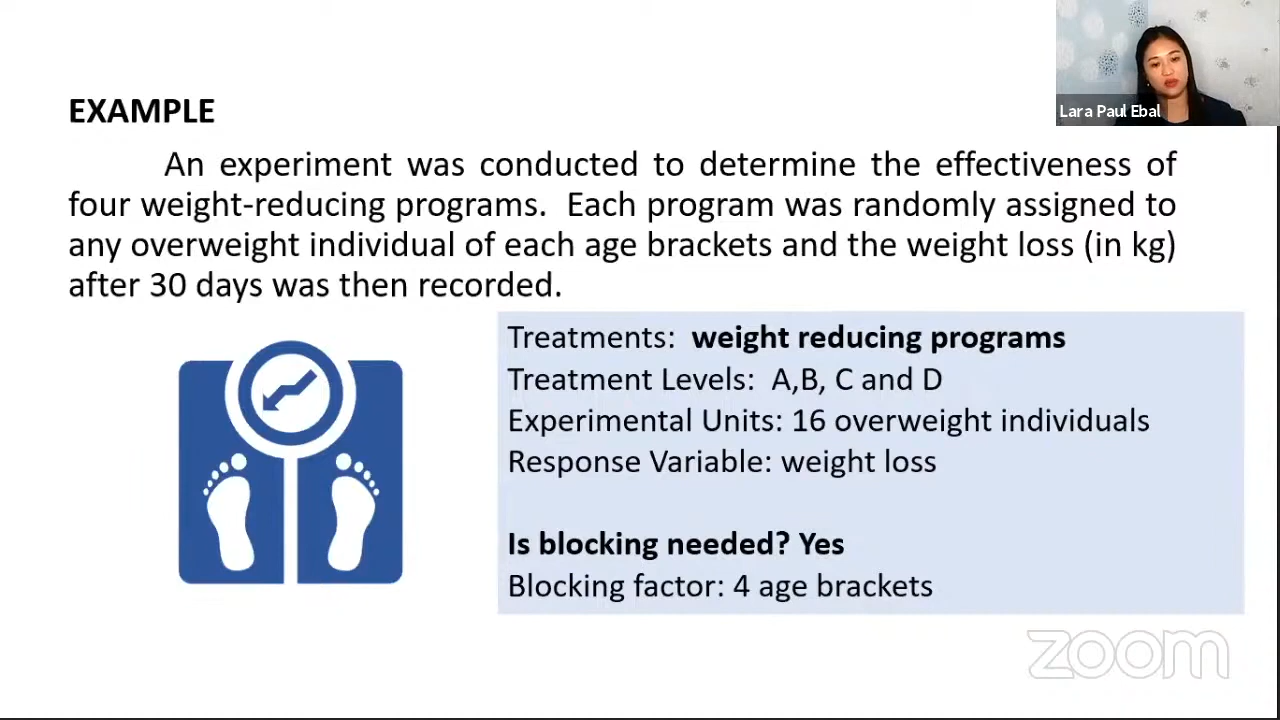 Lara Paul Ebal
EXAMPLE
An experiment was conducted to determine the effectiveness of
four weight-reducing programs. Each program was randomly assigned to
any overweight individual of each age brackets and the weight loss (in kg)
after 30 days was then recorded.
Treatments: weight reducing programs
Treatment Levels: A,B, C and D
Experimental Units: 16 overweight individuals
Response Variable: weight loss
Is blocking needed? Yes
Blocking factor: 4 age brackets
zoom